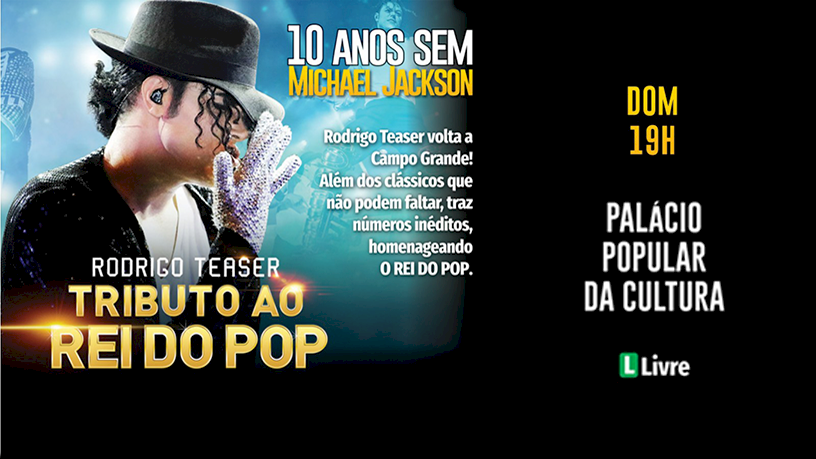 10 ANOS SEM
MICHAEL JACKSON
Rodrigo Teaser volta a
Campo Grande!
Além dos clássicos que
não podem faltar, traz
números inéditos,
homenageando
O REI DO POP.
RODRIGO TEASER
TRIBUTO AO
REI DO POP
DOM
19H
PALÁCIO
POPULAR
DA CULTURA
L Livre